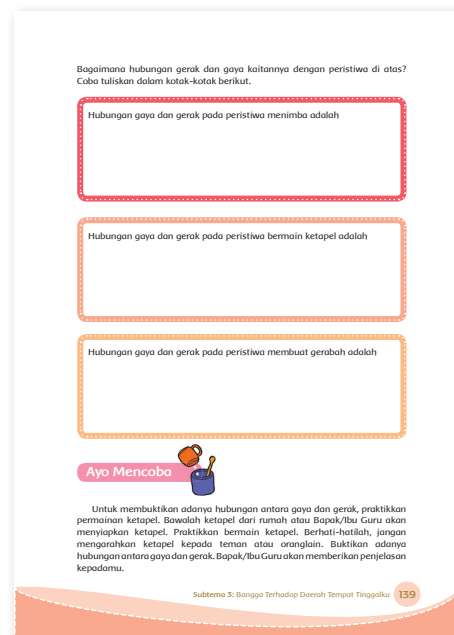 Bagaimana hubungan gerak dan gaya kaitannya dengan peristiwa di atas?
Coba tuliskan dalam kotak-kotak berikut.
Hubungan gaya dan gerak pada peristiwa menimba adalah
Hubungan gaya dan gerak pada peristiwa bermain ketapel adalah
Hubungan gaya dan gerak pada peristiwa membuat gerabah adalah
Ayo Mencoba
Untuk membuktikan adanya hubungan antara gaya dan gerak, praktikkan
permainan ketapel. Bawalah ketapel dari rumah atau Bapak/Ibu Guru akan
menyiapkan ketapel. Praktikkan bermain ketapel. Berhati-hatilah, jangan
mengarahkan ketapel kepada teman atau oranglain. Buktikan adanya
hubungan antara gaya dan gerak. Bapak/Ibu Guru akan memberikan penjelasan
kepadamu.
Subtema 3: Bangga Terhadap Daerah Tempat Tinggalku 139